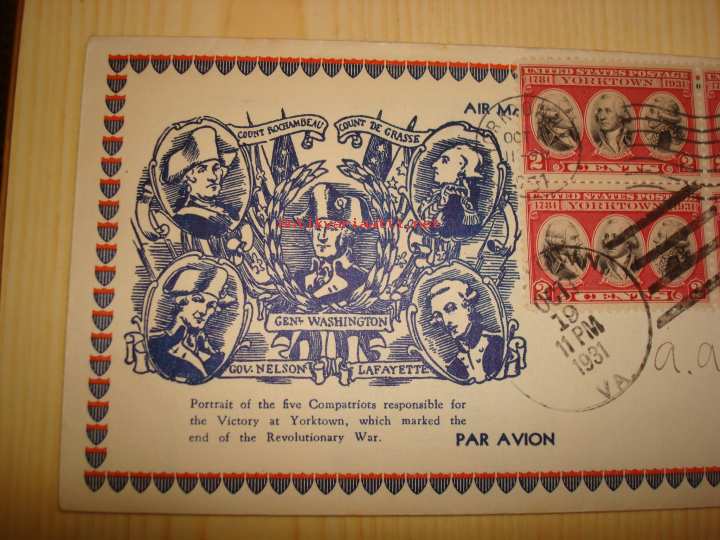 AIR MA
UNITED STATES POSTAGE
1781 YORKTOWN 1931
2 CENTS 2
UNITED STATES POSTAGE
1781 YORKTOWN 1931
2 CENTS 2
COUNT ROCHAMBEAU
COUNT DE GRASSE
GENL WASHINGTON
GOV. NELSON
LAFAYETTE
OCT
19
11 PM
1931
VA.
a.a
Portrait of the five Compatriots responsible for
the Victory at Yorktown, which marked the
end of the Revolutionary War.
PAR AVION